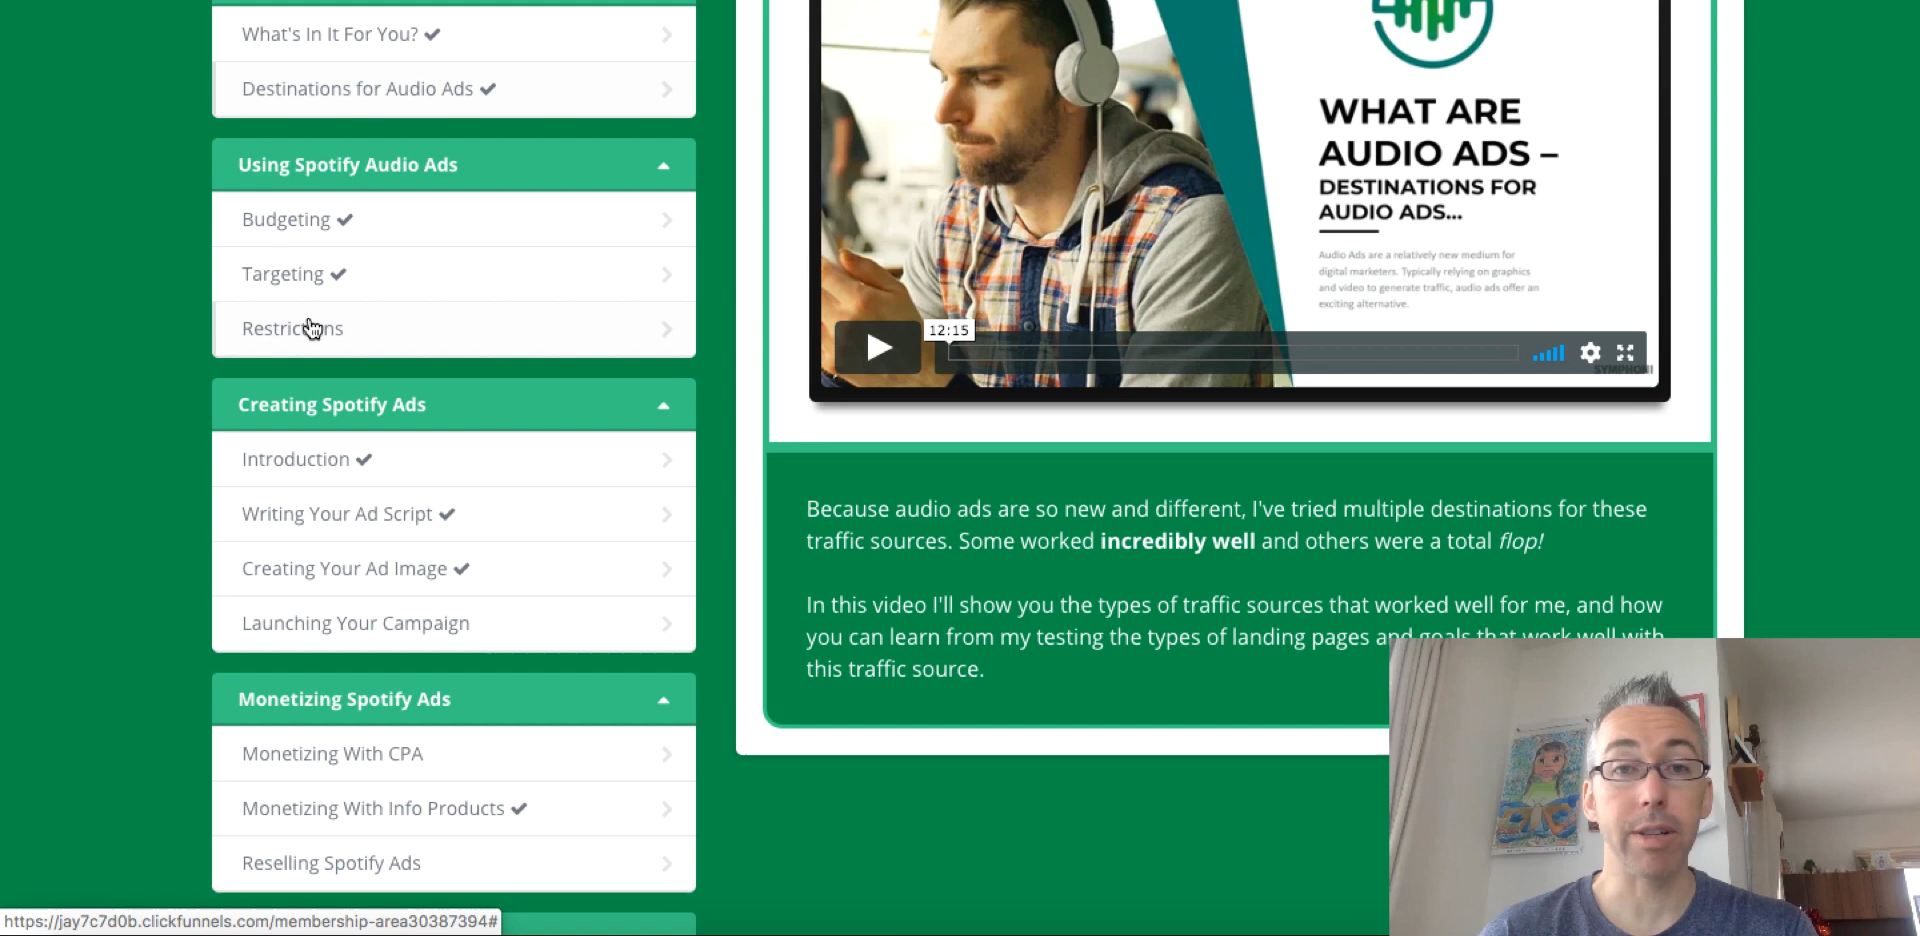 What's In It For You?
Destinations for Audio Ads
Using Spotify Audio Ads
Budgeting
Targeting
Restrictions
Creating Spotify Ads
Introduction
Writing Your Ad Script
Creating Your Ad Image
Launching Your Campaign
Monetizing Spotify Ads
Monetizing With CPA
Monetizing With Info Products
Reselling Spotify Ads
https://jay7c7d0b.clickfunnels.com/membership-area30387394#
WHAT ARE
AUDIO ADS –
DESTINATIONS FOR
AUDIO ADS...
Audio Ads are a relatively new medium for
digital marketers. Typically relying on graphics
and video to generate traffic, audio ads offer an
exciting alternative.
12:15
SYMPHONI
Because audio ads are so new and different, I've tried multiple destinations for these
traffic sources. Some worked incredibly well and others were a total flop!
In this video I'll show you the types of traffic sources that worked well for me, and how
you can learn from my testing the types of landing pages and goals that work well with
this traffic source.